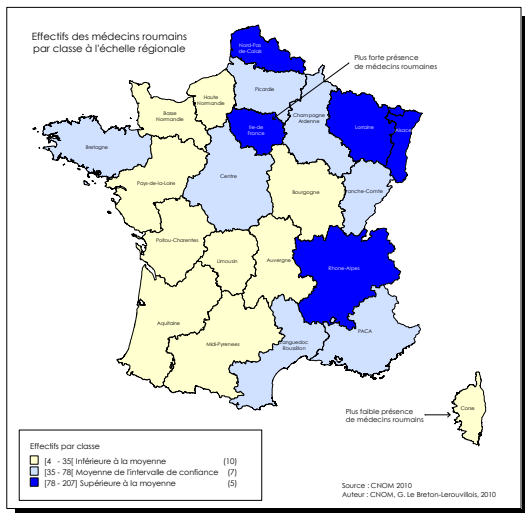 Effectifs des médecins roumains
par classe à l'échelle régionale
Nord-Pas
de-Calais
Plus forte présence
de médecins roumaines
Picardie
Haute
Normandie
Basse
Normandie
Ile-de
France
Champagne
Ardenne
Lorraine
Alsace
Bretagne
Pays-de-la-Loire
Centre
Bourgogne
Franche-Comte
Poitou-Charentes
Limousin
Auvergne
Rhone-Alpes
Aquitaine
Midi-Pyrenees
Languedoc
Roussillon
PACA
Corse
Plus faible présence
de médecins roumains
Effectifs par classe
[4 - 35[ Inférieure à la moyenne (10)
[35 - 78[ Moyenne de l'intervalle de confiance (7)
[78 - 207] Supérieure à la moyenne (5)
Source : CNOM 2010
Auteur : CNOM, G. Le Breton-Lerouvillois, 2010